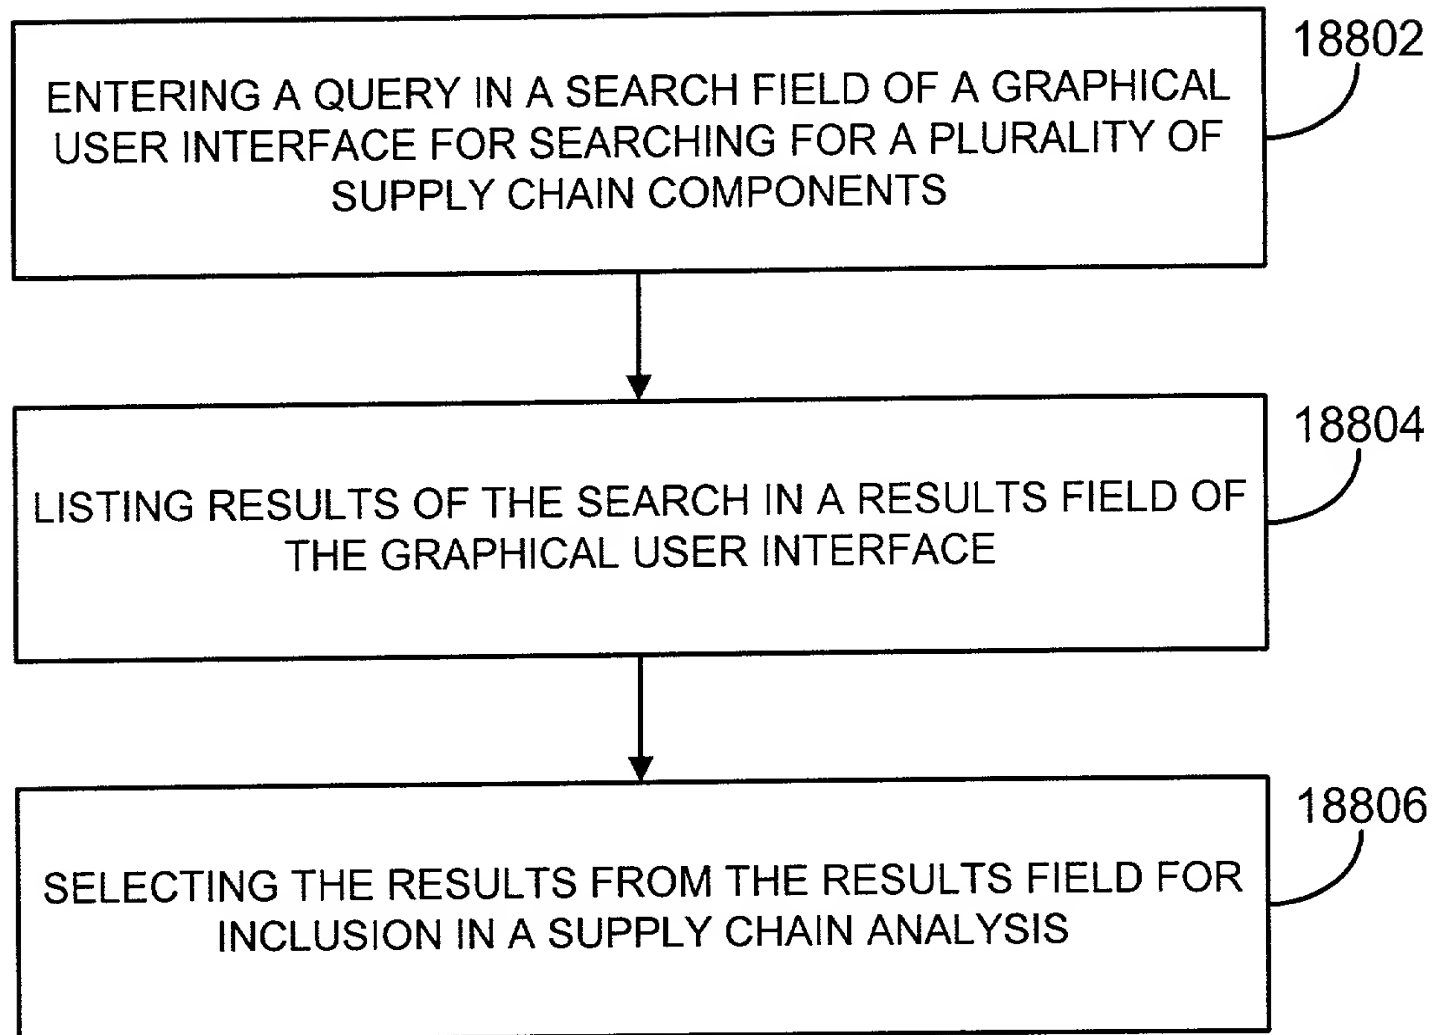 18802
ENTERING A QUERY IN A SEARCH FIELD OF A GRAPHICAL
USER INTERFACE FOR SEARCHING FOR A PLURALITY OF
SUPPLY CHAIN COMPONENTS
18804
LISTING RESULTS OF THE SEARCH IN A RESULTS FIELD OF
THE GRAPHICAL USER INTERFACE
18806
SELECTING THE RESULTS FROM THE RESULTS FIELD FOR
INCLUSION IN A SUPPLY CHAIN ANALYSIS